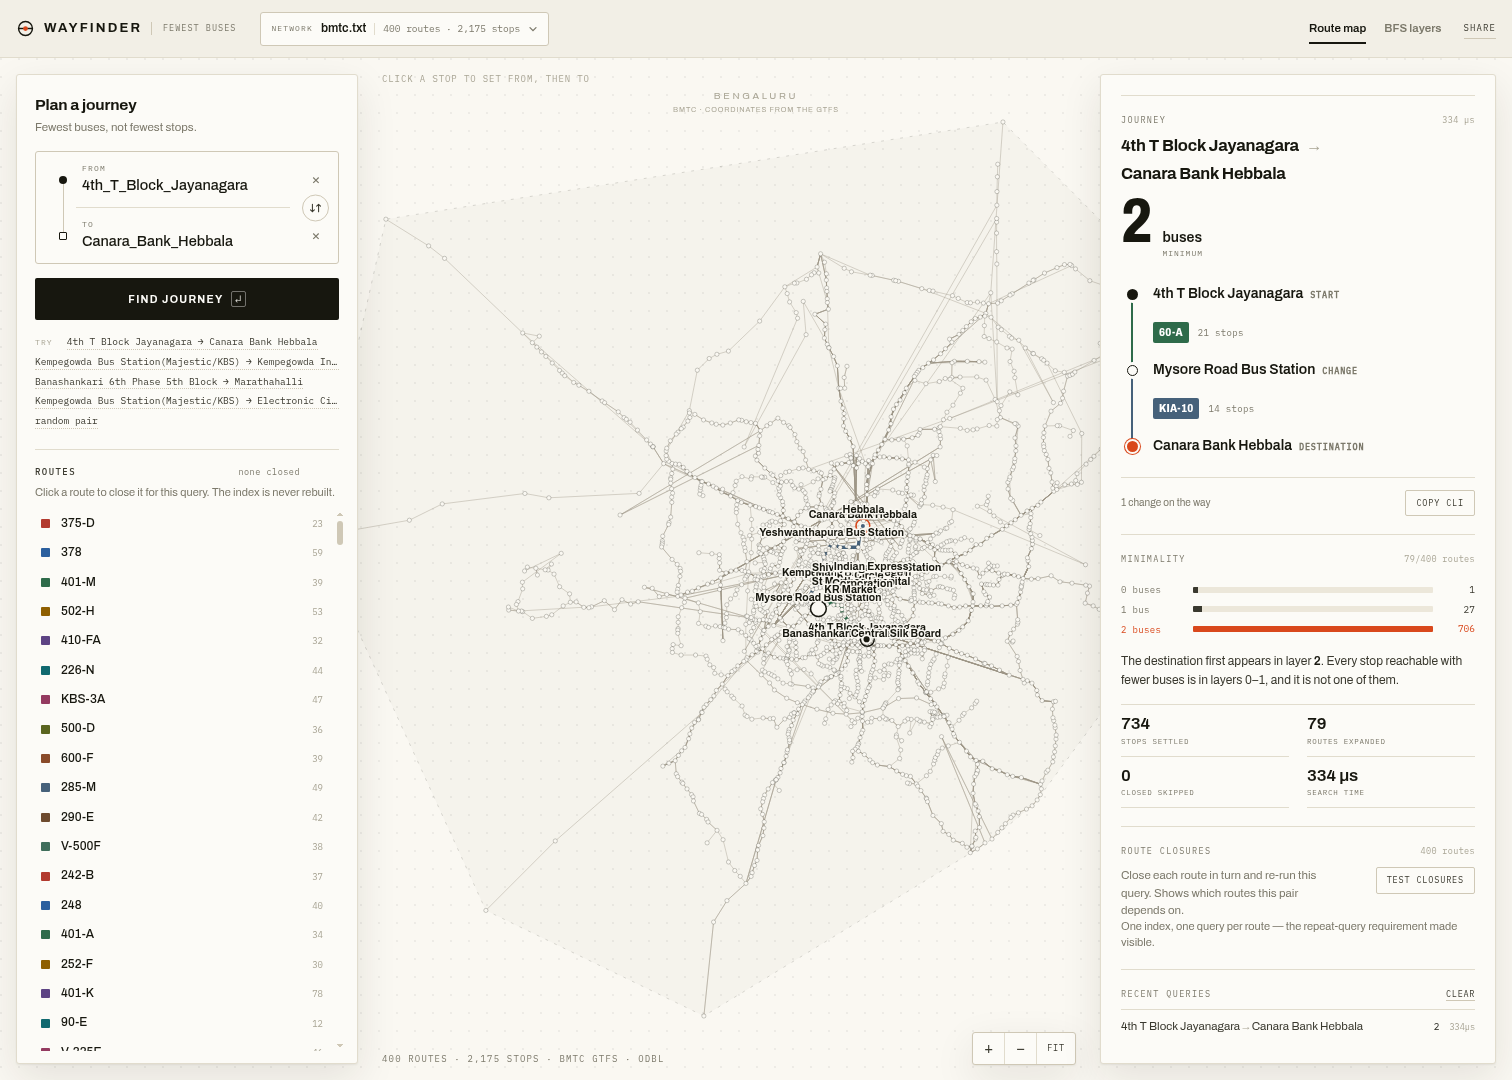 WAYFINDER
FEWEST BUSES
NETWORK bmtc.txt 400 routes · 2,175 stops
Route map
BFS layers
SHARE
Plan a journey
Fewest buses, not fewest stops.
FROM
4th_T_Block_Jayanagara ×
TO
Canara_Bank_Hebbala ×
FIND JOURNEY ↵
TRY 4th T Block Jayanagara → Canara Bank Hebbala
Kempegowda Bus Station(Majestic/KBS) → Kempegowda In…
Banashankari 6th Phase 5th Block → Marathahalli
Kempegowda Bus Station(Majestic/KBS) → Electronic Ci…
random pair
ROUTES none closed
Click a route to close it for this query. The index is never rebuilt.
375-D 23
378 59
401-M 39
502-H 53
410-FA 32
226-N 44
KBS-3A 47
500-D 36
600-F 39
285-M 49
290-E 42
V-500F 38
242-B 37
248 40
401-A 34
252-F 30
401-K 78
90-E 12
CLICK A STOP TO SET FROM, THEN TO
BENGALURU
BMTC · COORDINATES FROM THE GTFS
Hebbala
Canara Bank Hebbala
Yeshwanthapura Bus Station
Indian Express
KR Market
Mysore Road Bus Station
4th T Block Jayanagara
Banashankar
Central Silk Board
400 ROUTES · 2,175 STOPS · BMTC GTFS · ODBL
+ − FIT
JOURNEY 334 µs
4th T Block Jayanagara →
Canara Bank Hebbala
2 buses
MINIMUM
4th T Block Jayanagara START
60-A 21 stops
Mysore Road Bus Station CHANGE
KIA-10 14 stops
Canara Bank Hebbala DESTINATION
1 change on the way
COPY CLI
MINIMALITY 79/400 routes
0 buses 1
1 bus 27
2 buses 706
The destination first appears in layer 2. Every stop reachable with
fewer buses is in layers 0–1, and it is not one of them.
734
STOPS SETTLED
79
ROUTES EXPANDED
0
CLOSED SKIPPED
334 µs
SEARCH TIME
ROUTE CLOSURES 400 routes
Close each route in turn and re-run this
query. Shows which routes this pair
depends on.
TEST CLOSURES
One index, one query per route — the repeat-query requirement made
visible.
RECENT QUERIES CLEAR
4th T Block Jayanagara→Canara Bank Hebbala 2 334µs